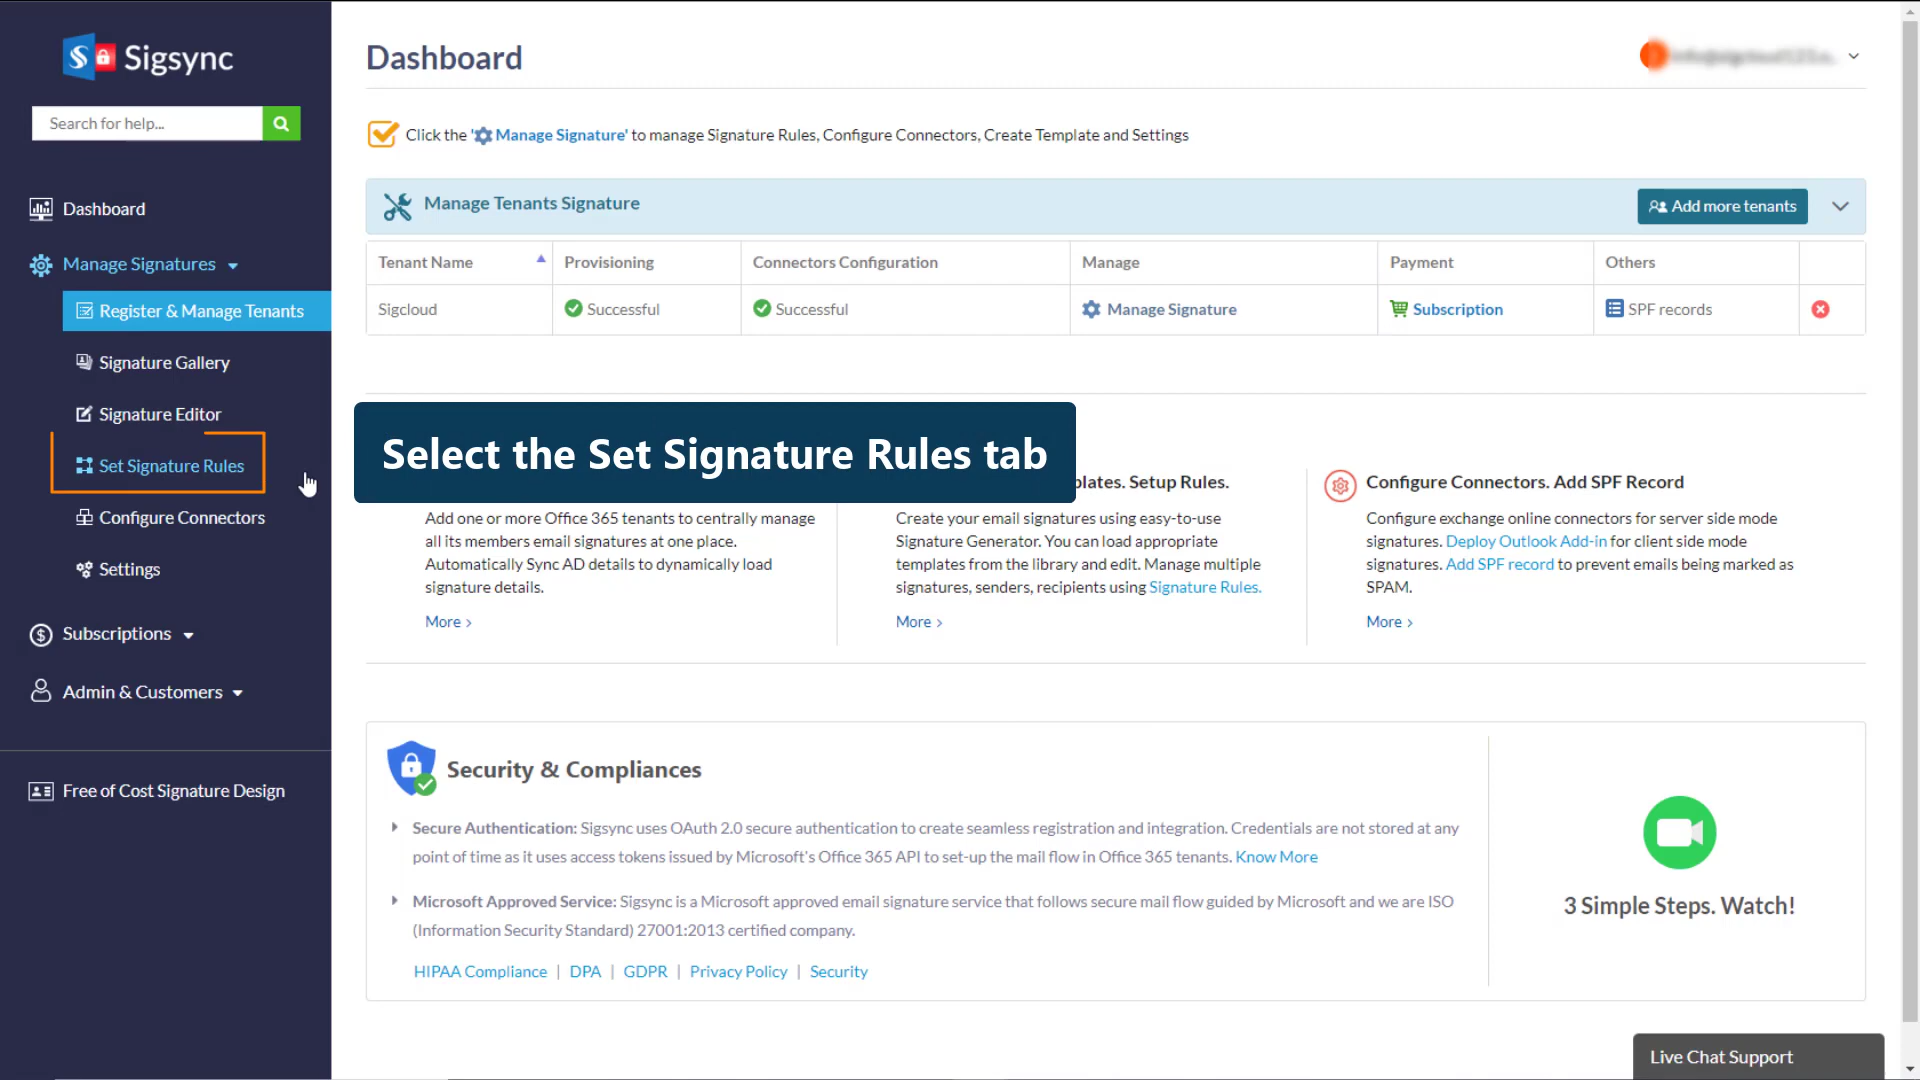 Sigsync
Search for help...
Dashboard
Manage Signatures
Register & Manage Tenants
Signature Gallery
Signature Editor
Set Signature Rules
Configure Connectors
Settings
Subscriptions
Admin & Customers
Free of Cost Signature Design
Dashboard
Click the 'Manage Signature' to manage Signature Rules, Configure Connectors, Create Template and Settings
Manage Tenants Signature
Add more tenants
Tenant Name Provisioning Connectors Configuration Manage Payment Others
Sigcloud Successful Successful Manage Signature Subscription SPF records
Select the Set Signature Rules tab
Add one or more Office 365 tenants to centrally manage
all its members email signatures at one place.
Automatically Sync AD details to dynamically load
signature details.
More ›
plates. Setup Rules.
Create your email signatures using easy-to-use
Signature Generator. You can load appropriate
templates from the library and edit. Manage multiple
signatures, senders, recipients using Signature Rules.
More ›
Configure Connectors. Add SPF Record
Configure exchange online connectors for server side mode
signatures. Deploy Outlook Add-in for client side mode
signatures. Add SPF record to prevent emails being marked as
SPAM.
More ›
Security & Compliances
Secure Authentication: Sigsync uses OAuth 2.0 secure authentication to create seamless registration and integration. Credentials are not stored at any
point of time as it uses access tokens issued by Microsoft's Office 365 API to set-up the mail flow in Office 365 tenants. Know More
Microsoft Approved Service: Sigsync is a Microsoft approved email signature service that follows secure mail flow guided by Microsoft and we are ISO
(Information Security Standard) 27001:2013 certified company.
HIPAA Compliance | DPA | GDPR | Privacy Policy | Security
3 Simple Steps. Watch!
Live Chat Support